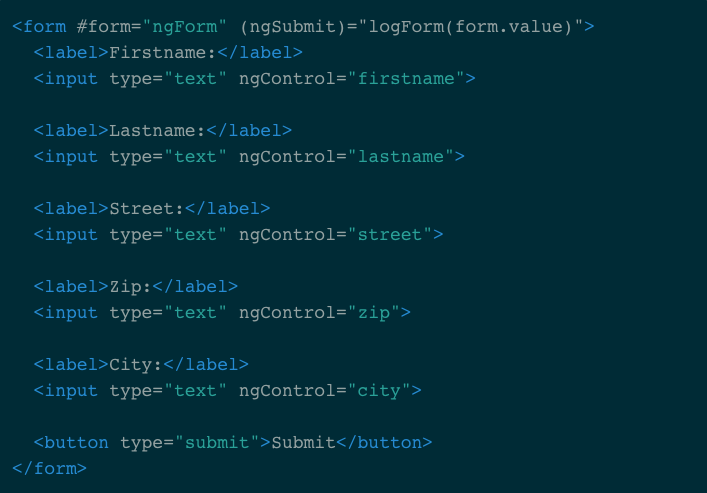 <form #form="ngForm" (ngSubmit)="logForm(form.value)">
<label>Firstname:</label>
<input type="text" ngControl="firstname">
<label>Lastname:</label>
<input type="text" ngControl="lastname">
<label>Street:</label>
<input type="text" ngControl="street">
<label>Zip:</label>
<input type="text" ngControl="zip">
<label>City:</label>
<input type="text" ngControl="city">
<button type="submit">Submit</button>
</form>